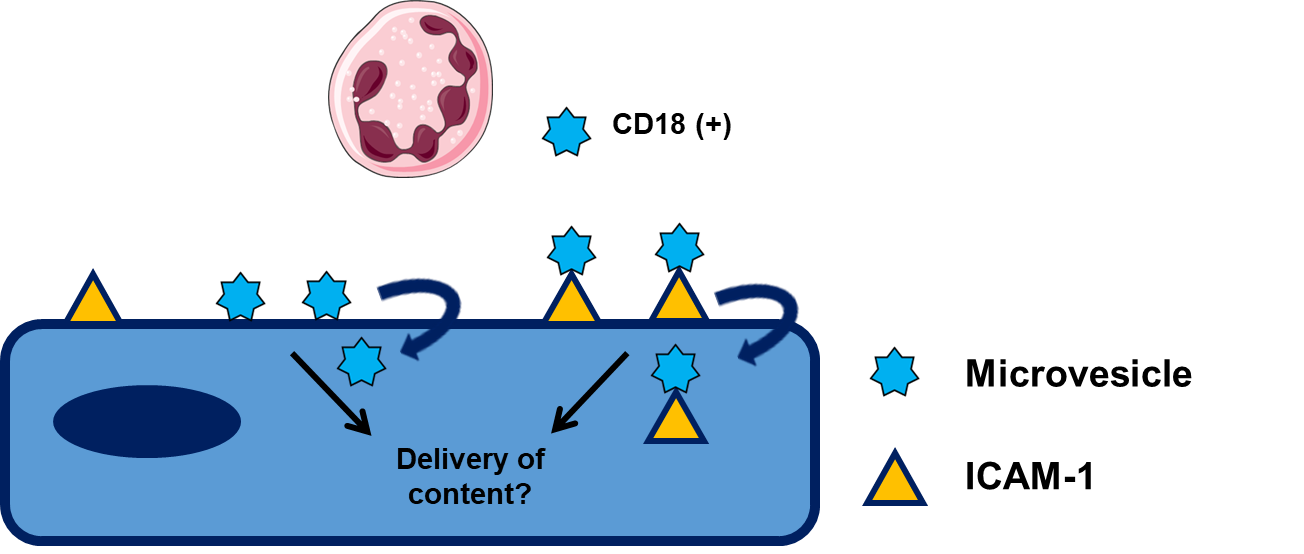 CD18 (+)
Delivery of
content?
Microvesicle
ICAM-1